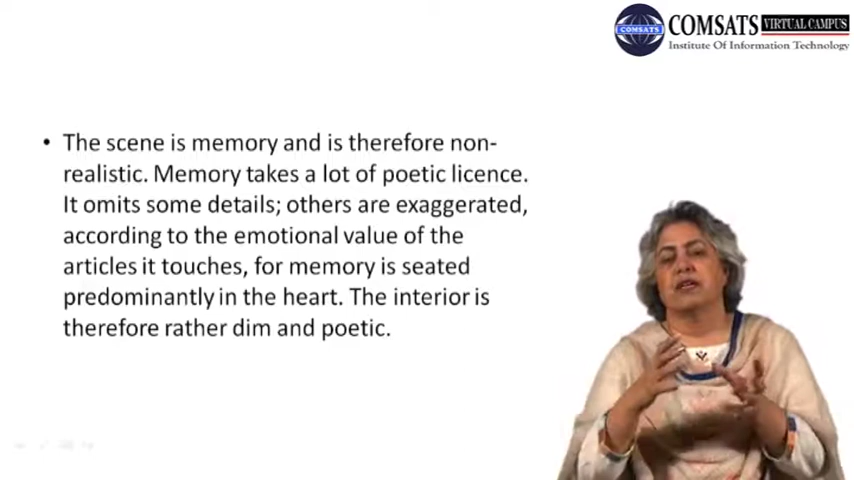 COMSATS
COMSATS VIRTUAL CAMPUS
Institute Of Information Technology
• The scene is memory and is therefore non-
realistic. Memory takes a lot of poetic licence.
It omits some details; others are exaggerated,
according to the emotional value of the
articles it touches, for memory is seated
predominantly in the heart. The interior is
therefore rather dim and poetic.